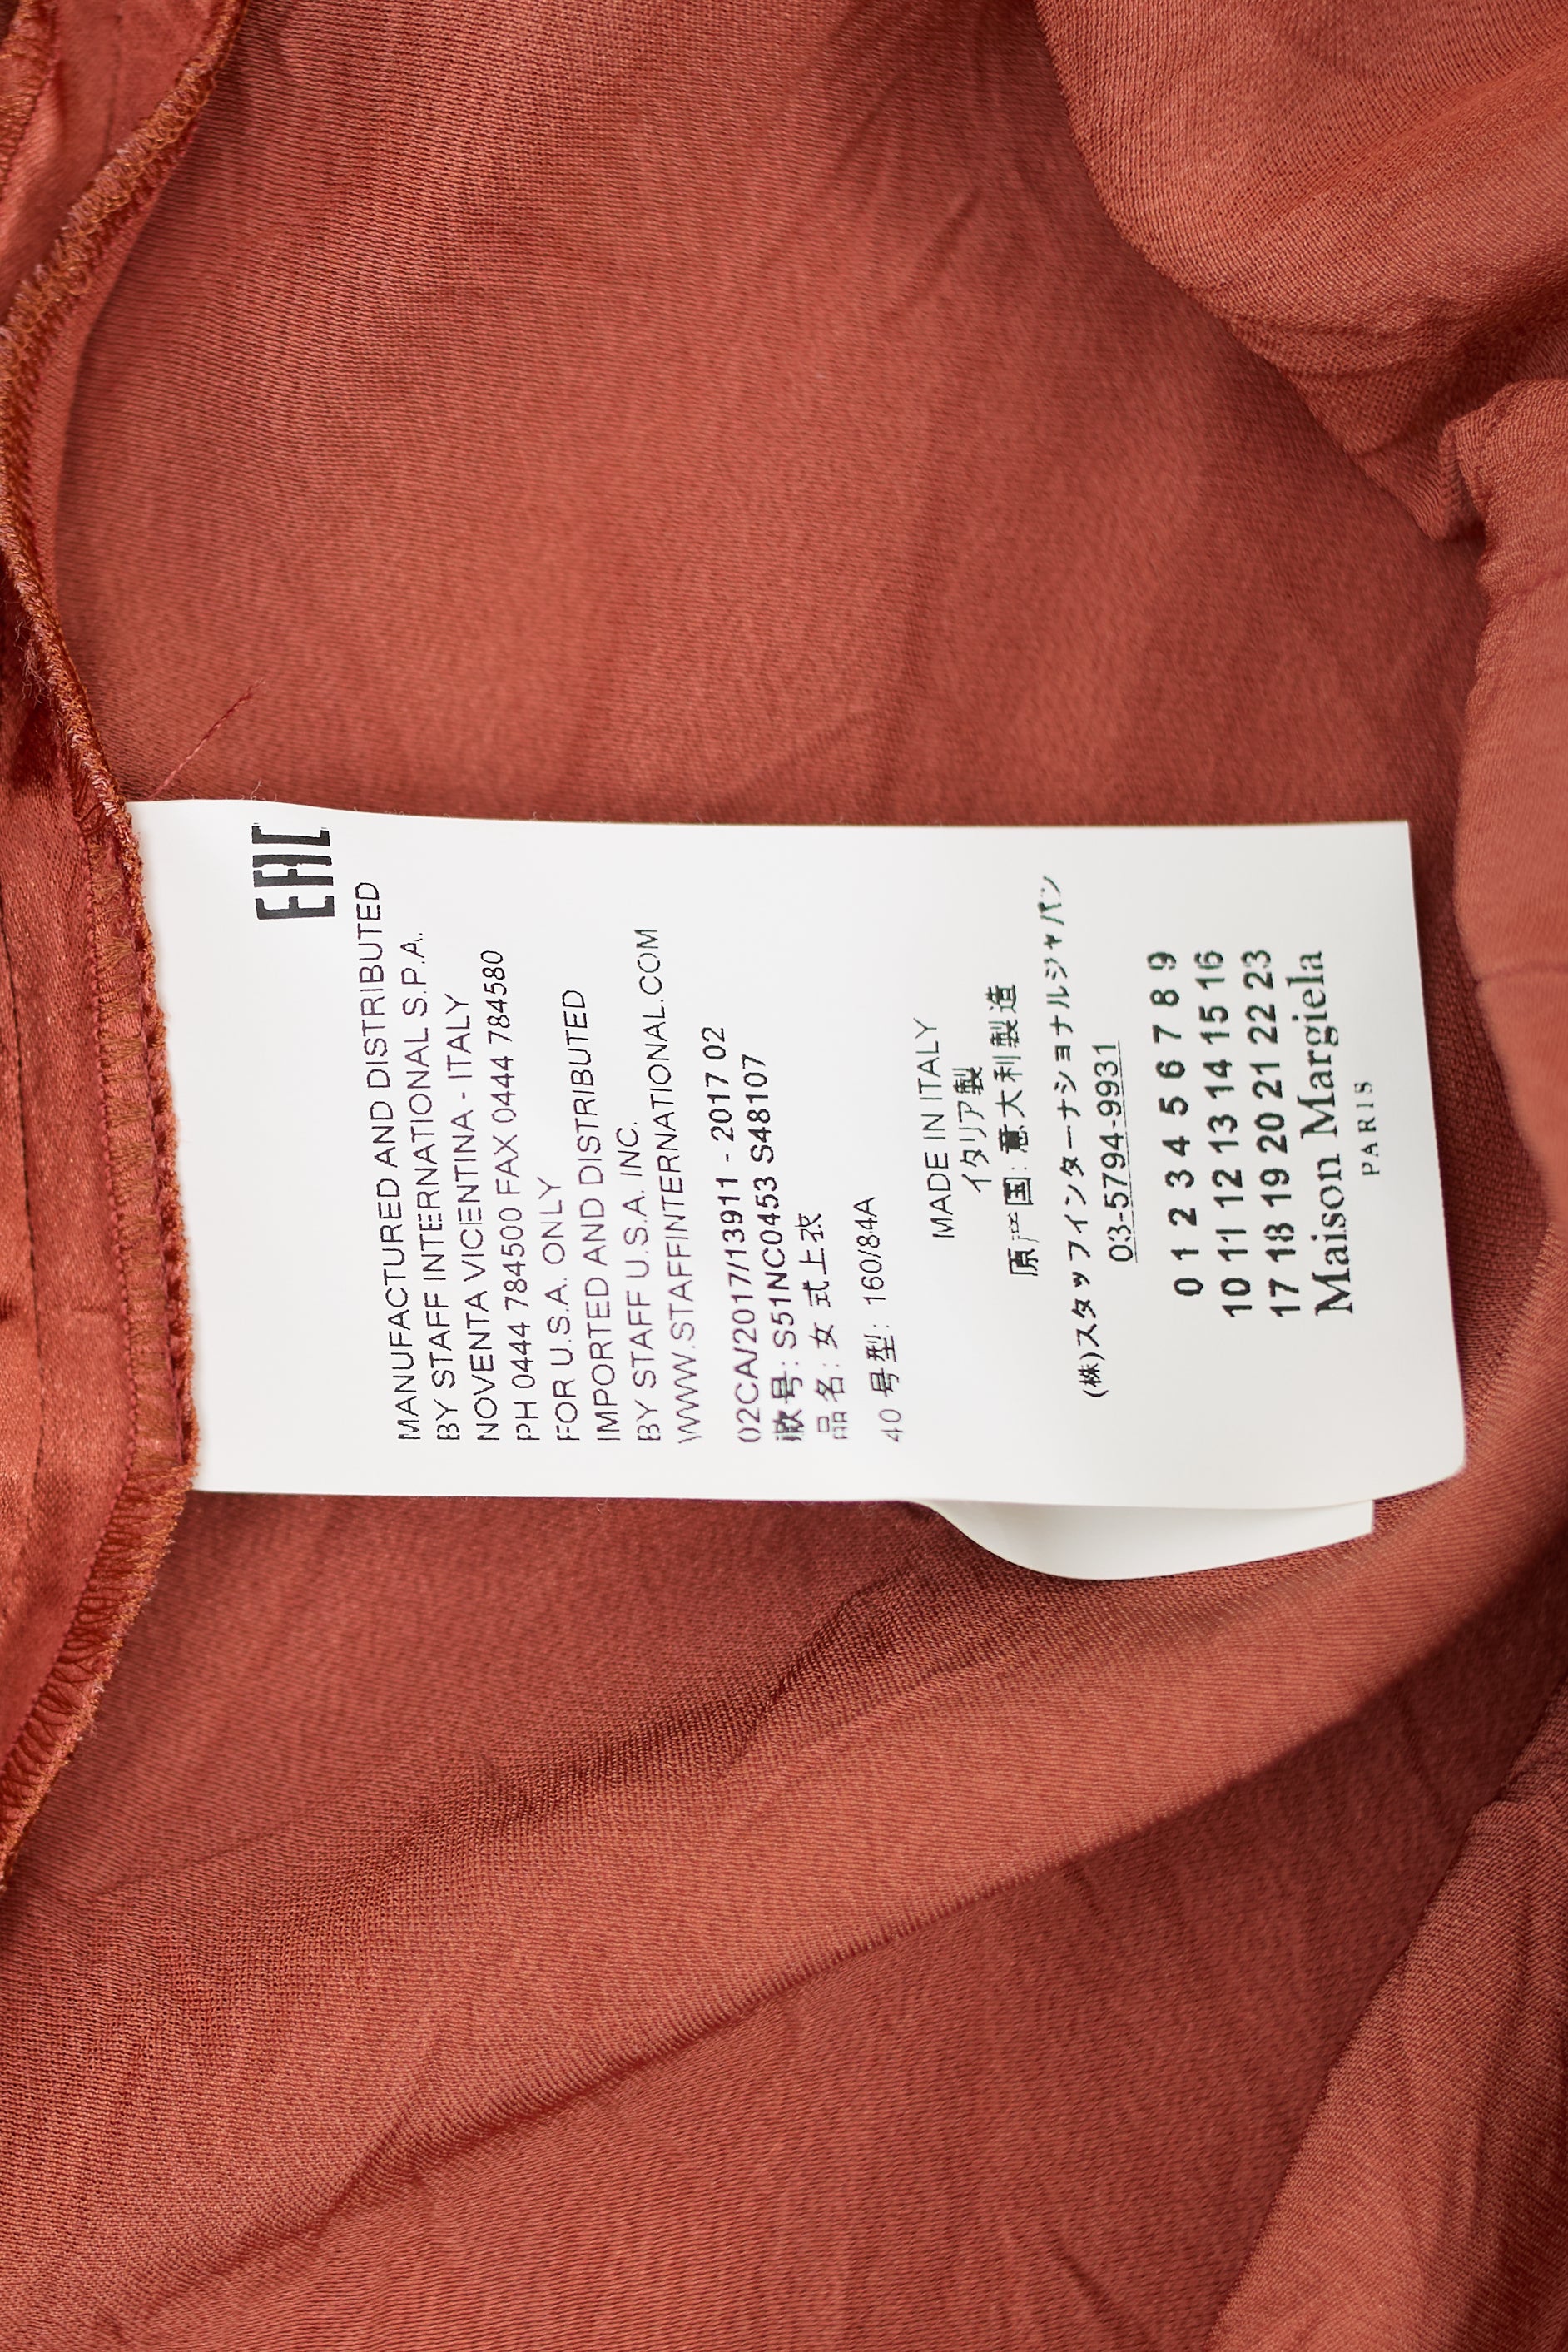 EAC
MANUFACTURED AND DISTRIBUTED
BY STAFF INTERNATIONAL S.P.A.
NOVENTA VICENTINA - ITALY
PH 0444 784500 FAX 0444 784580
FOR U.S.A. ONLY
IMPORTED AND DISTRIBUTED
BY STAFF U.S.A. INC.
WWW.STAFFINTERNATIONAL.COM
02CA/2017/13911 - 2017 02
款号: S51NC0453 S48107
品名: 女式上衣
40 号型: 160/84A
MADE IN ITALY
イタリア製
原产国: 意大利製造
(株)スタッフインターナショナルジャパン
03-5794-9931
0 1 2 3 4 5 6 7 8 9
10 11 12 13 14 15 16
17 18 19 20 21 22 23
Maison Margiela
PARIS